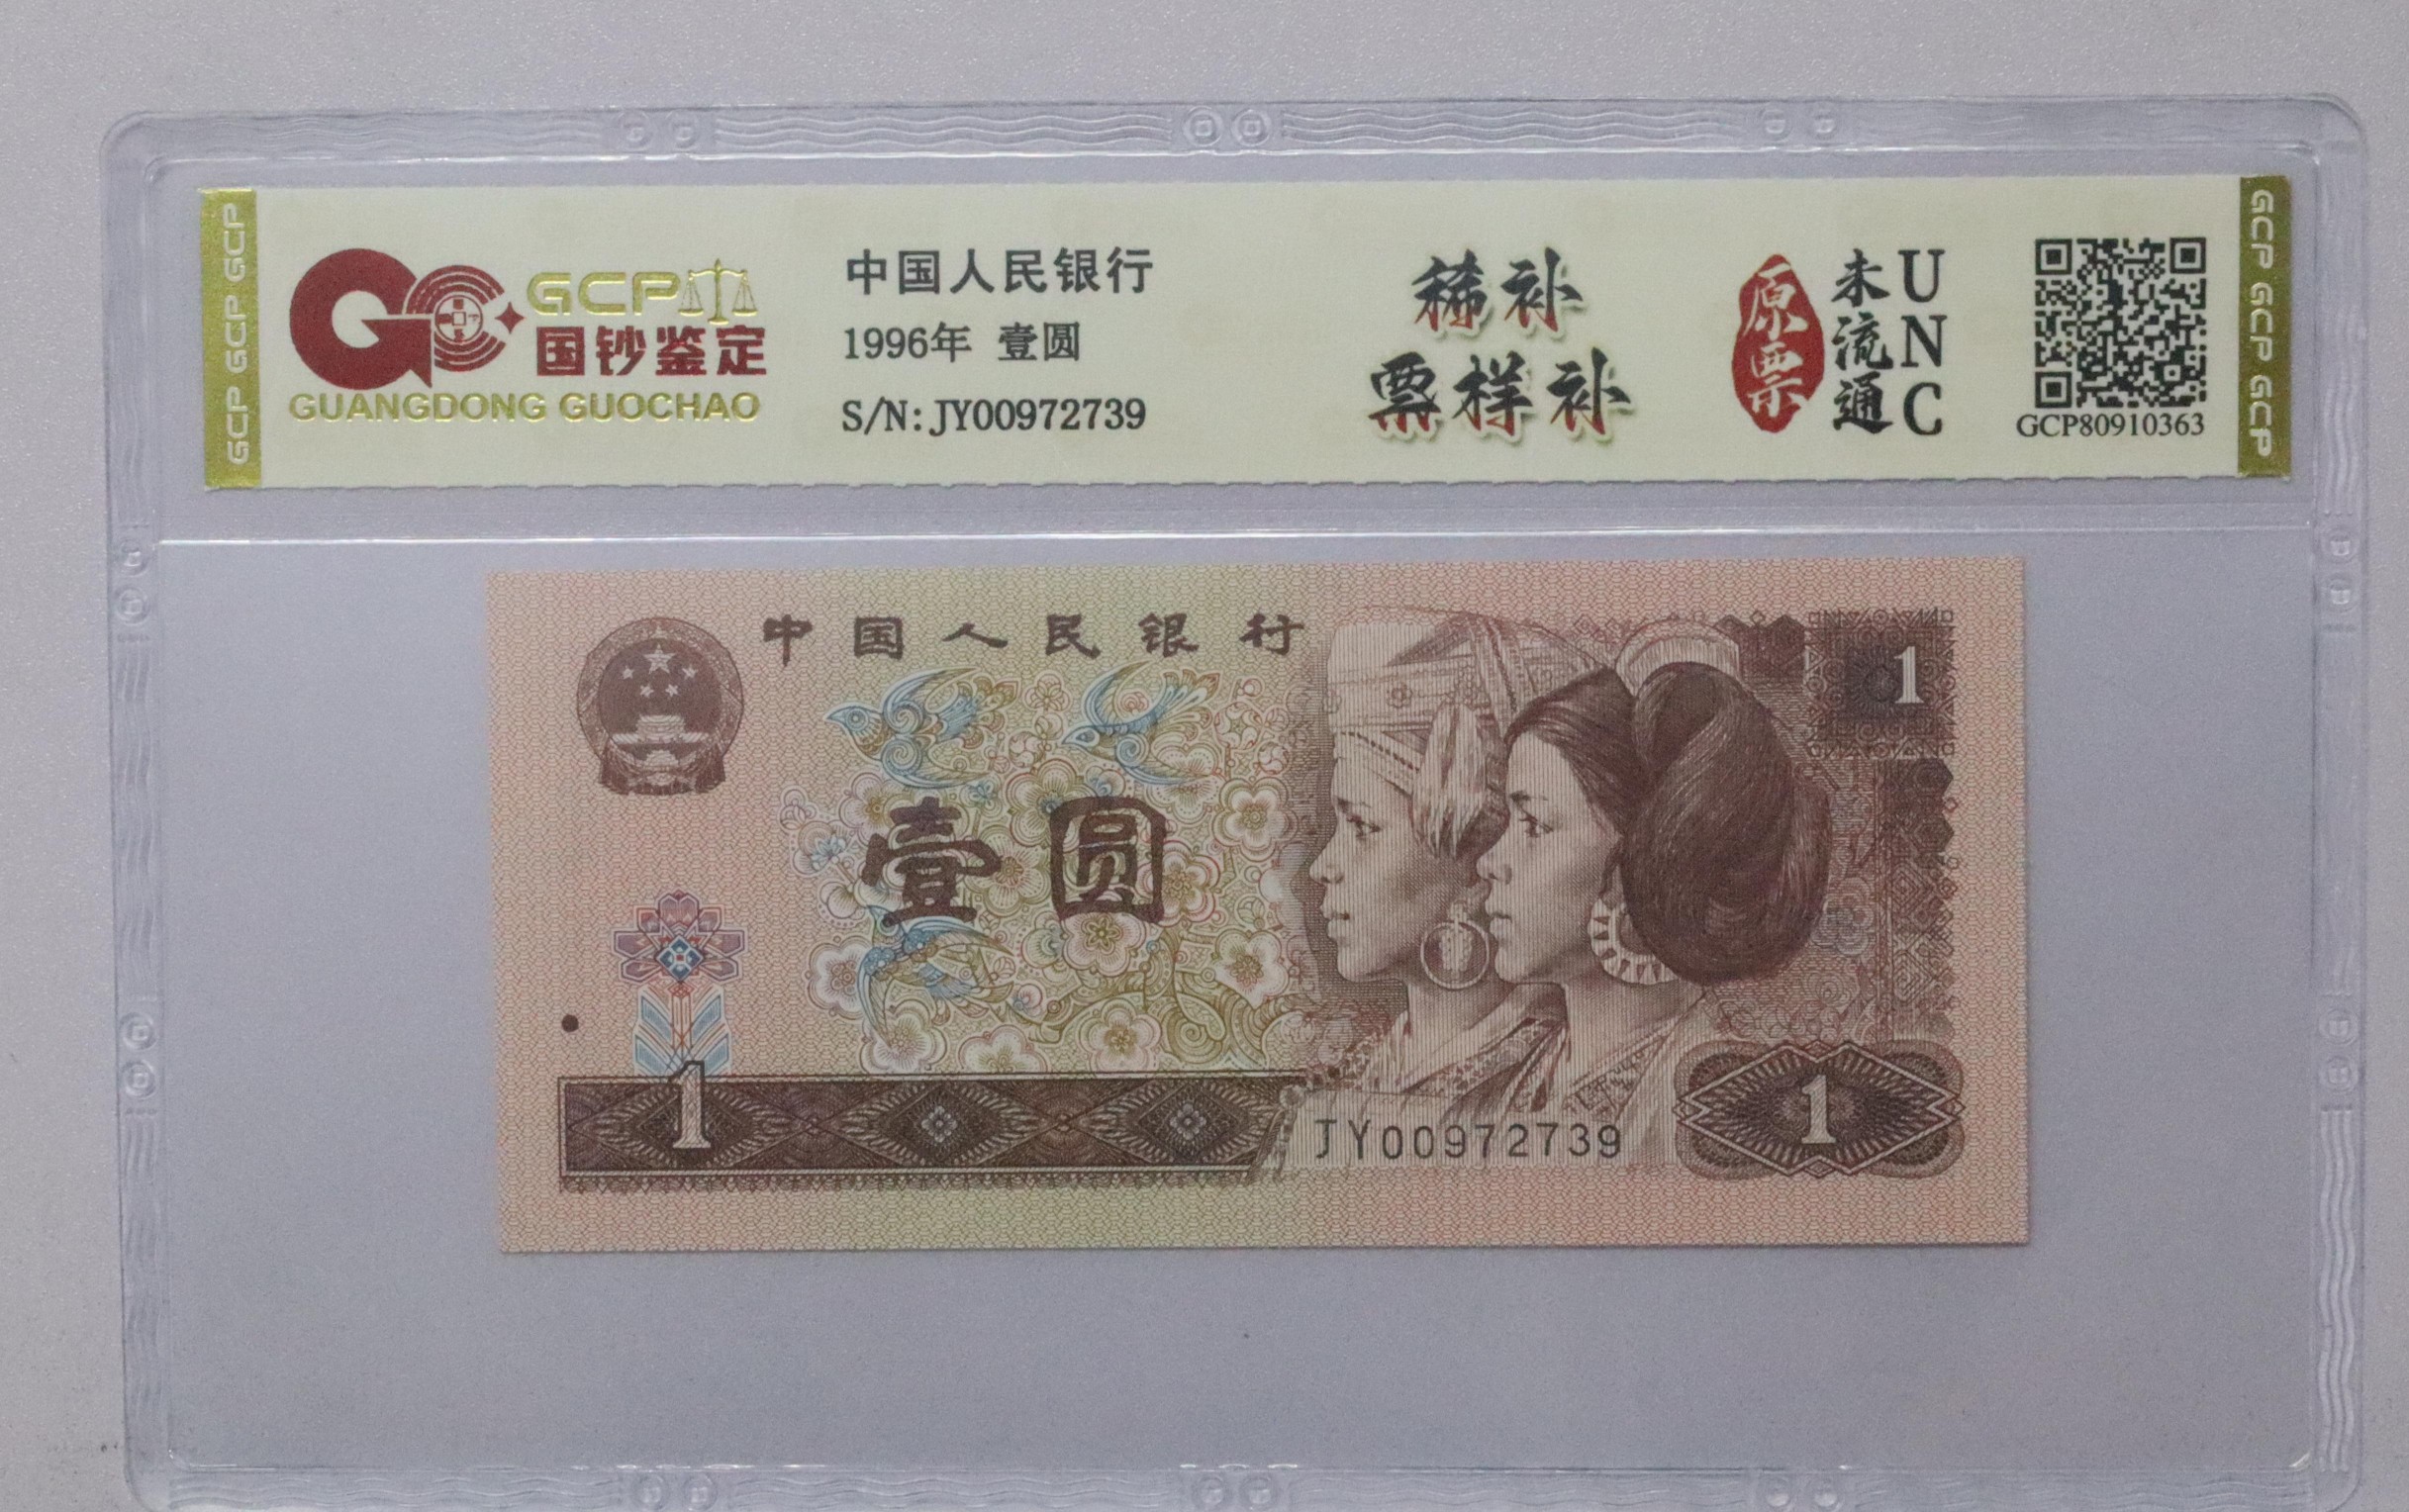 GCP GCP GCP
GCP
国钞鉴定
GUANGDONG GUOCHAO
中国人民银行
1996年 壹圆
S/N: JY00972739
稀补
票样补
原票
未流通
UNC
GCP80910363
GCP GCP GCP
中国人民银行
1
壹圆
1
JY00972739
1